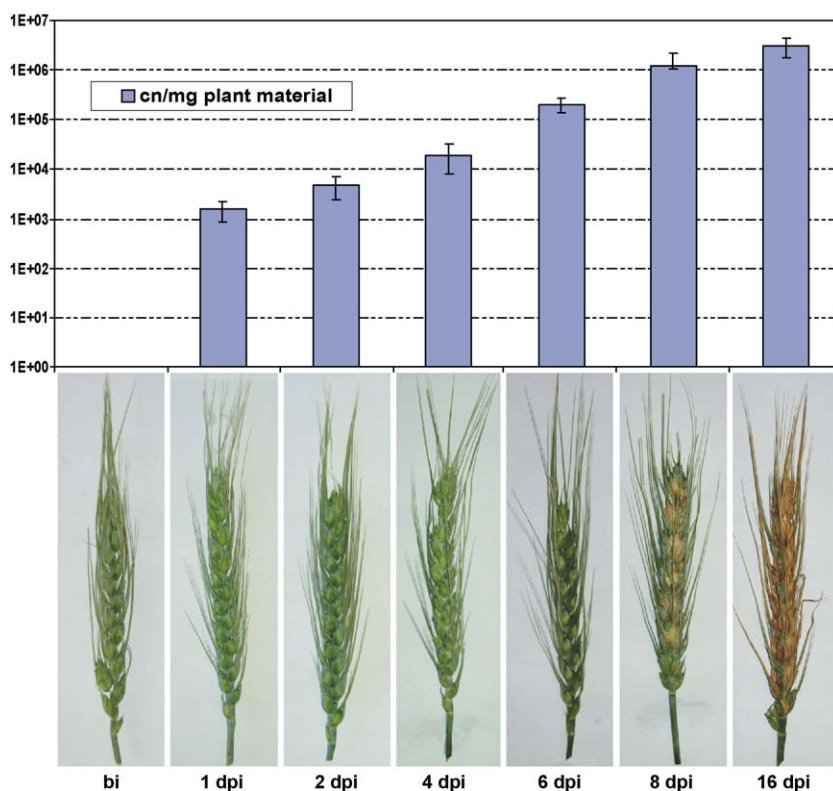 1E+07
1E+06
1E+05
1E+04
1E+03
1E+02
1E+01
1E+00
cn/mg plant material
bi 1 dpi 2 dpi 4 dpi 6 dpi 8 dpi 16 dpi